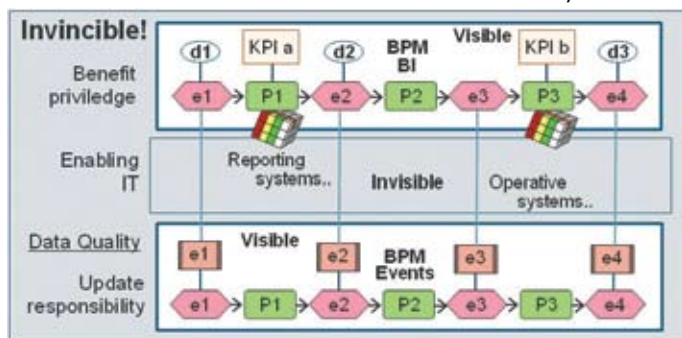 Invincible!
d1 KPI a d2 BPM BI Visible KPI b d3
Benefit priviledge
e1 P1 e2 P2 e3 P3 e4
Enabling IT
Reporting systems..
Invisible
Operative systems..
Data Quality
Visible
e1 e2 BPM Events e3 e4
Update responsibility
e1 P1 e2 P2 e3 P3 e4